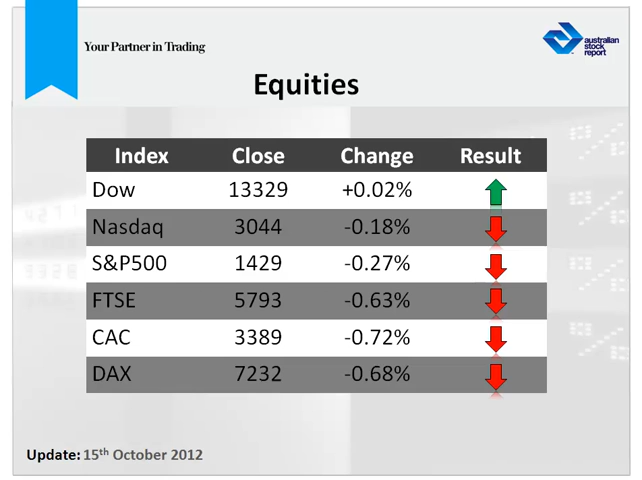 Your Partner in Trading
australian
stock
report
Equities
Index Close Change Result
Dow 13329 +0.02%
Nasdaq 3044 -0.18%
S&P500 1429 -0.27%
FTSE 5793 -0.63%
CAC 3389 -0.72%
DAX 7232 -0.68%
Update: 15th October 2012